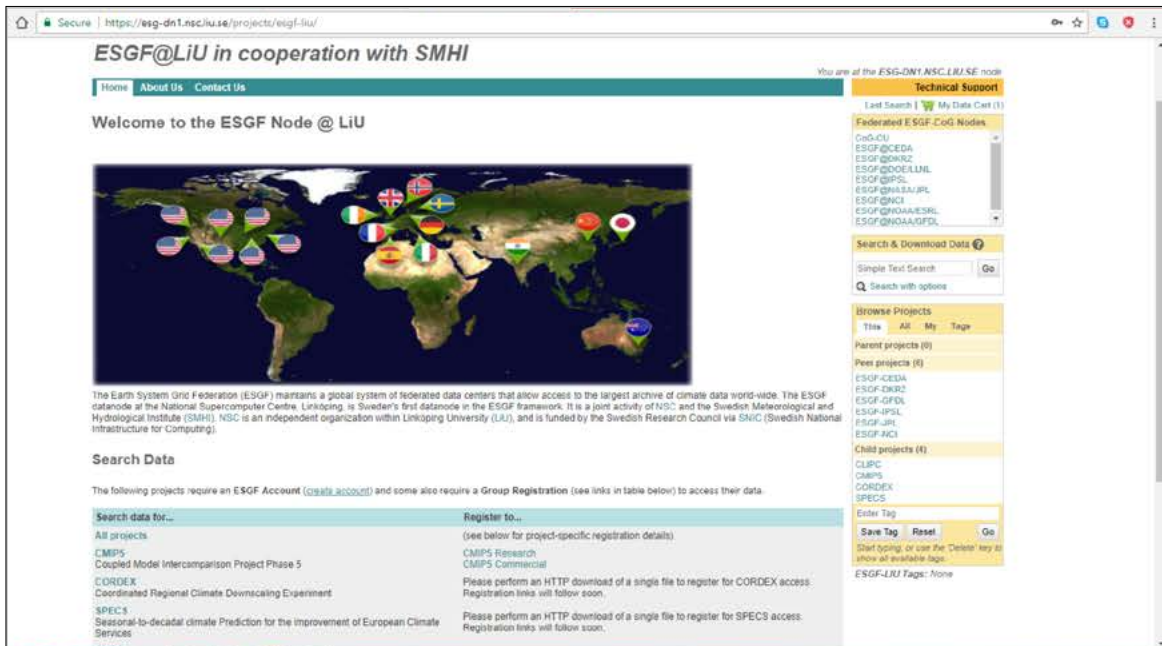 Secure | https://esg-dn1.nsc.liu.se/projects/esgf-liu/
ESGF@LiU in cooperation with SMHI
You are at the ESG-DN1.NSC.LIU.SE node
Home About Us Contact Us
Technical Support
Last Search | My Data Cart (1)
Welcome to the ESGF Node @ LiU
Federated ESGF-CoG Nodes
CoG-CU
ESGF@CEDA
ESGF@DKRZ
ESGF@DOE/LLNL
ESGF@IPSL
ESGF@NASA/JPL
ESGF@NCI
ESGF@NOAA/ESRL
ESGF@NOAA/GFDL
Search & Download Data
Simple Text Search Go
Search with options
Browse Projects
This All My Tags
Parent projects (0)
Peer projects (6)
ESGF-CEDA
ESGF-DKRZ
ESGF-GFDL
ESGF-IPSL
ESGF-JPL
ESGF-NCI
Child projects (4)
CLIPC
CMIP5
CORDEX
SPECS
Enter Tag
Save Tag Reset Go
Start typing, or use the 'Delete' key to
show all available tags.
ESGF-LIU Tags: None
The Earth System Grid Federation (ESGF) maintains a global system of federated data centers that allow access to the largest archive of climate data world-wide. The ESGF
datanode at the National Supercomputer Centre, Linköping, is Sweden's first datanode in the ESGF framework. It is a joint activity of NSC and the Swedish Meteorological and
Hydrological Institute (SMHI). NSC is an independent organization within Linköping University (LiU), and is funded by the Swedish Research Council via SNIC (Swedish National
Infrastructure for Computing).
Search Data
The following projects require an ESGF Account (create account) and some also require a Group Registration (see links in table below) to access their data.
Search data for... Register to...
All projects (see below for project-specific registration details)
CMIP5 CMIP5 Research
Coupled Model Intercomparison Project Phase 5 CMIP5 Commercial
CORDEX Please perform an HTTP download of a single file to register for CORDEX access.
Coordinated Regional Climate Downscaling Experiment Registration links will follow soon.
SPECS Please perform an HTTP download of a single file to register for SPECS access.
Seasonal-to-decadal climate Prediction for the improvement of European Climate Registration links will follow soon.
Services